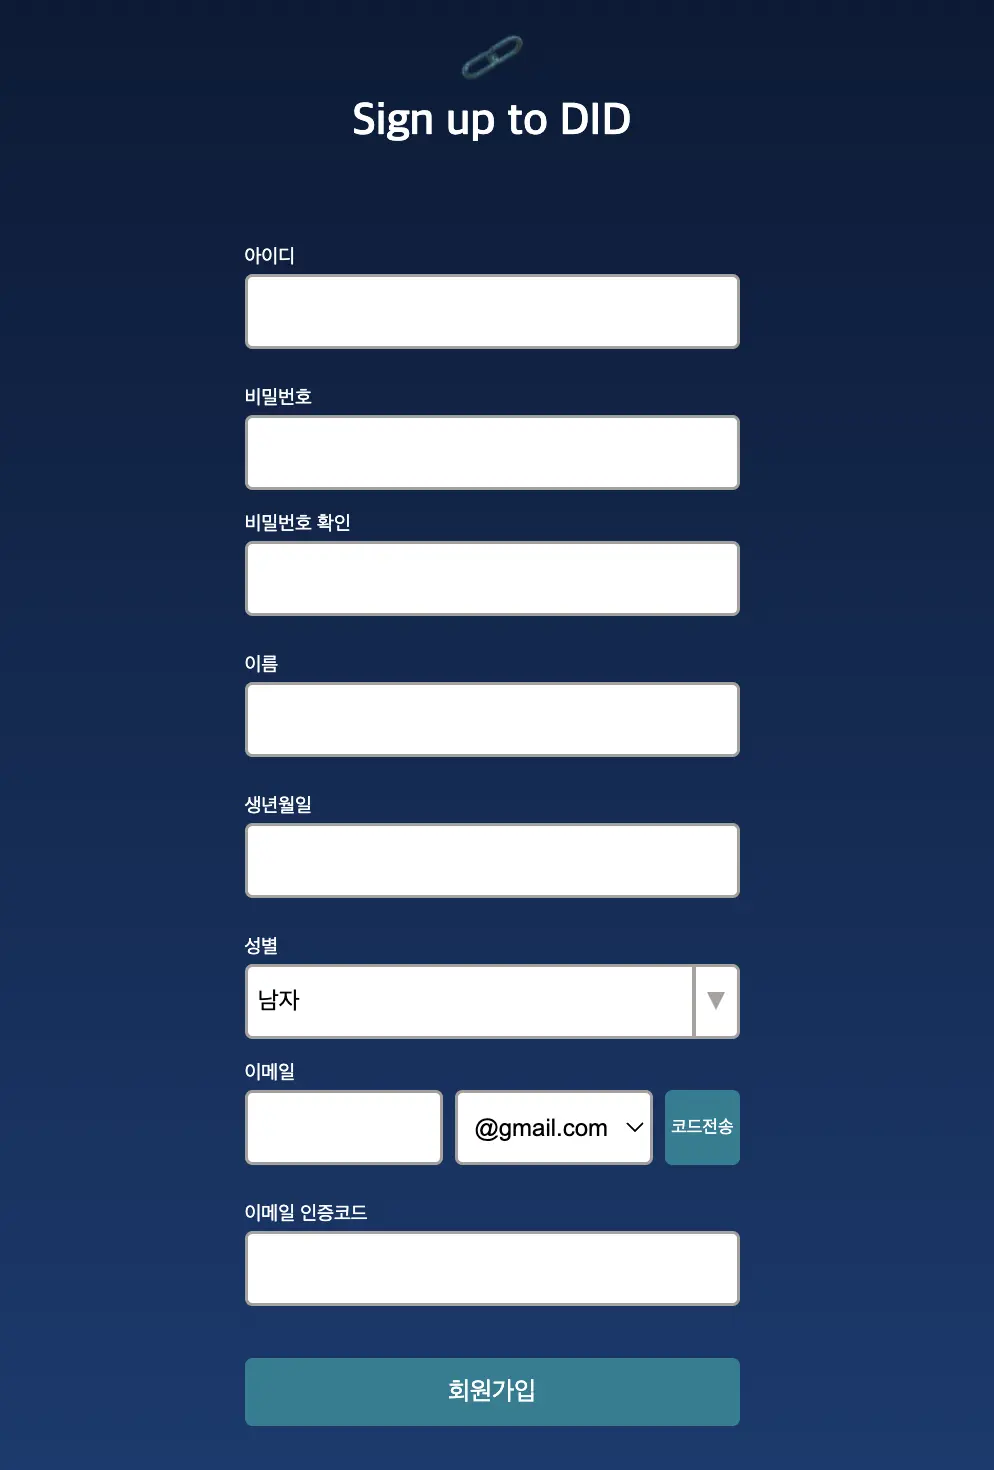 Sign up to DID
아이디
비밀번호
비밀번호 확인
이름
생년월일
성별
남자
이메일
@gmail.com 코드전송
이메일 인증코드
회원가입